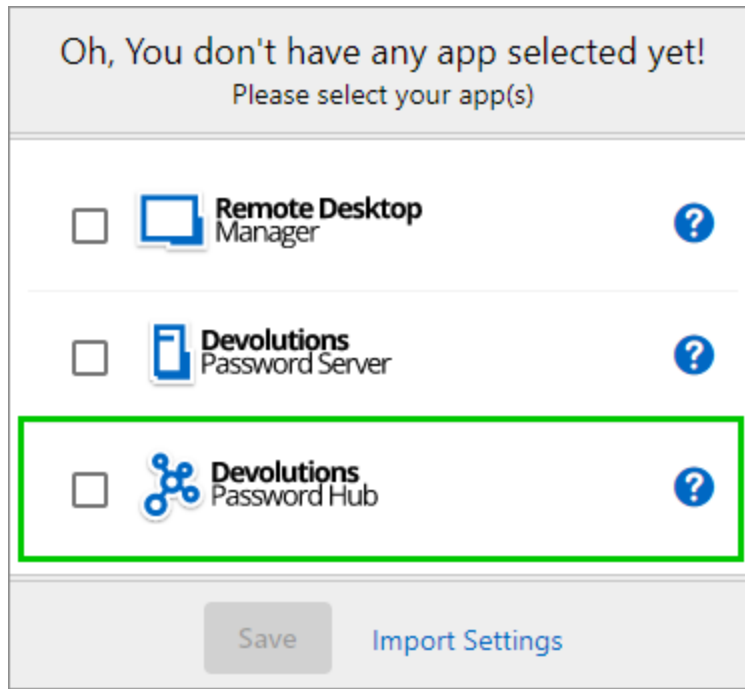 Oh, You don't have any app selected yet!
Please select your app(s)
Remote Desktop
Manager
?
Devolutions
Password Server
?
Devolutions
Password Hub
?
Save
Import Settings